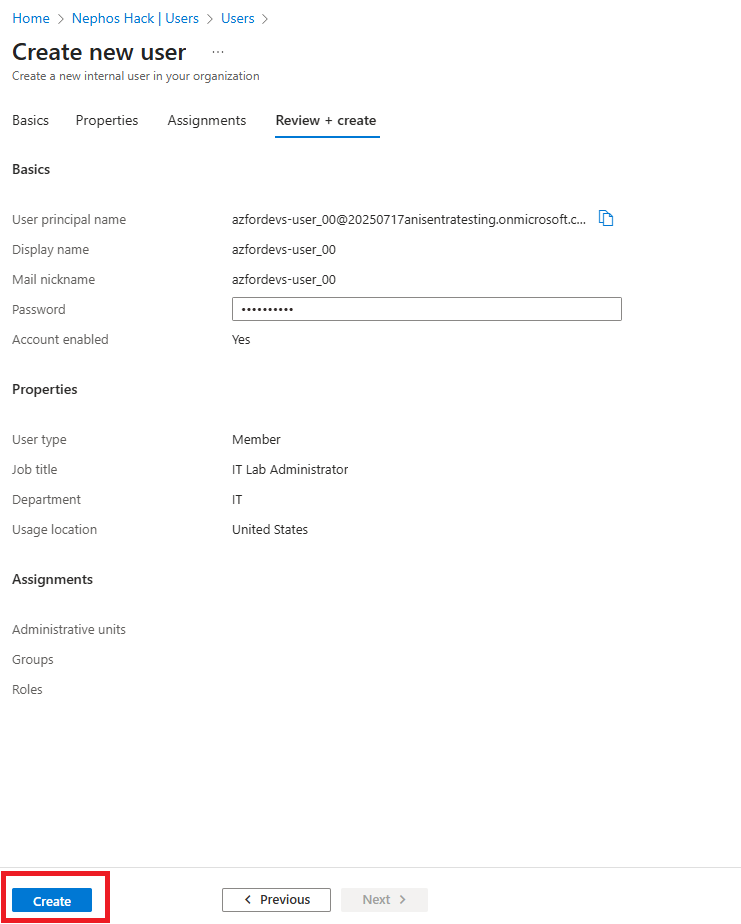 Home > Nephos Hack | Users > Users >
Create new user ...
Create a new internal user in your organization
Basics Properties Assignments Review + create
Basics
User principal name azfordevs-user_00@20250717anisentratesting.onmicrosoft.c...
Display name azfordevs-user_00
Mail nickname azfordevs-user_00
Password ••••••••••
Account enabled Yes
Properties
User type Member
Job title IT Lab Administrator
Department IT
Usage location United States
Assignments
Administrative units
Groups
Roles
Create < Previous Next >